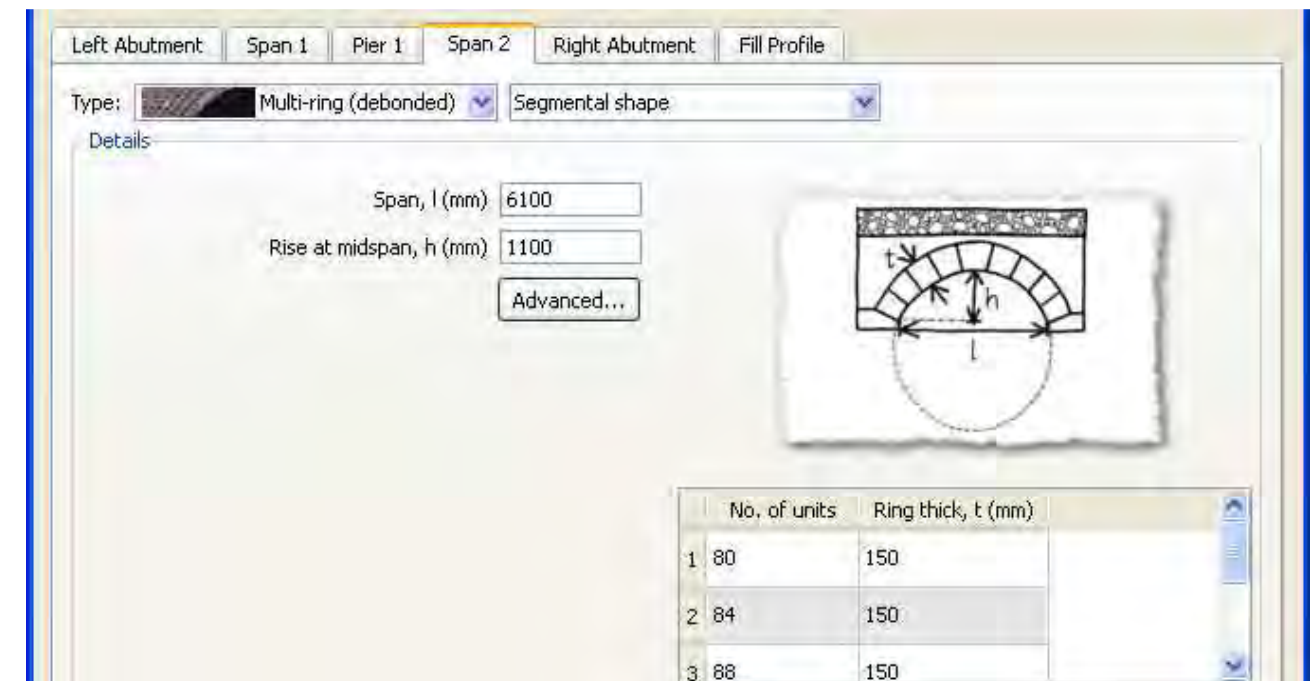 Left Abutment Span 1 Pier 1 Span 2 Right Abutment Fill Profile
Type: Multi-ring (debonded) Segmental shape
Details
Span, l (mm) 6100
Rise at midspan, h (mm) 1100
Advanced...
t
h
l
No. of units Ring thick, t (mm)
1 80 150
2 84 150
3 88 150